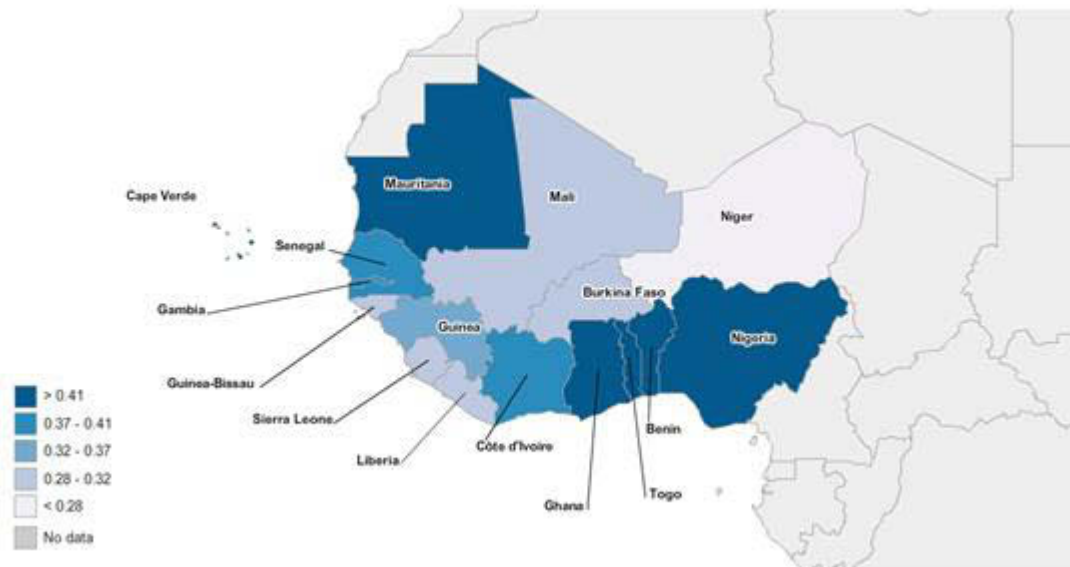 Mauritania
Cape Verde
Mali
Niger
Senegal
Burkina Faso
Gambia
Guinea
Nigeria
Guinea-Bissau
Sierra Leone
Benin
Côte d'Ivoire
Liberia
Togo
Ghana
> 0.41
0.37 - 0.41
0.32 - 0.37
0.28 - 0.32
< 0.28
No data